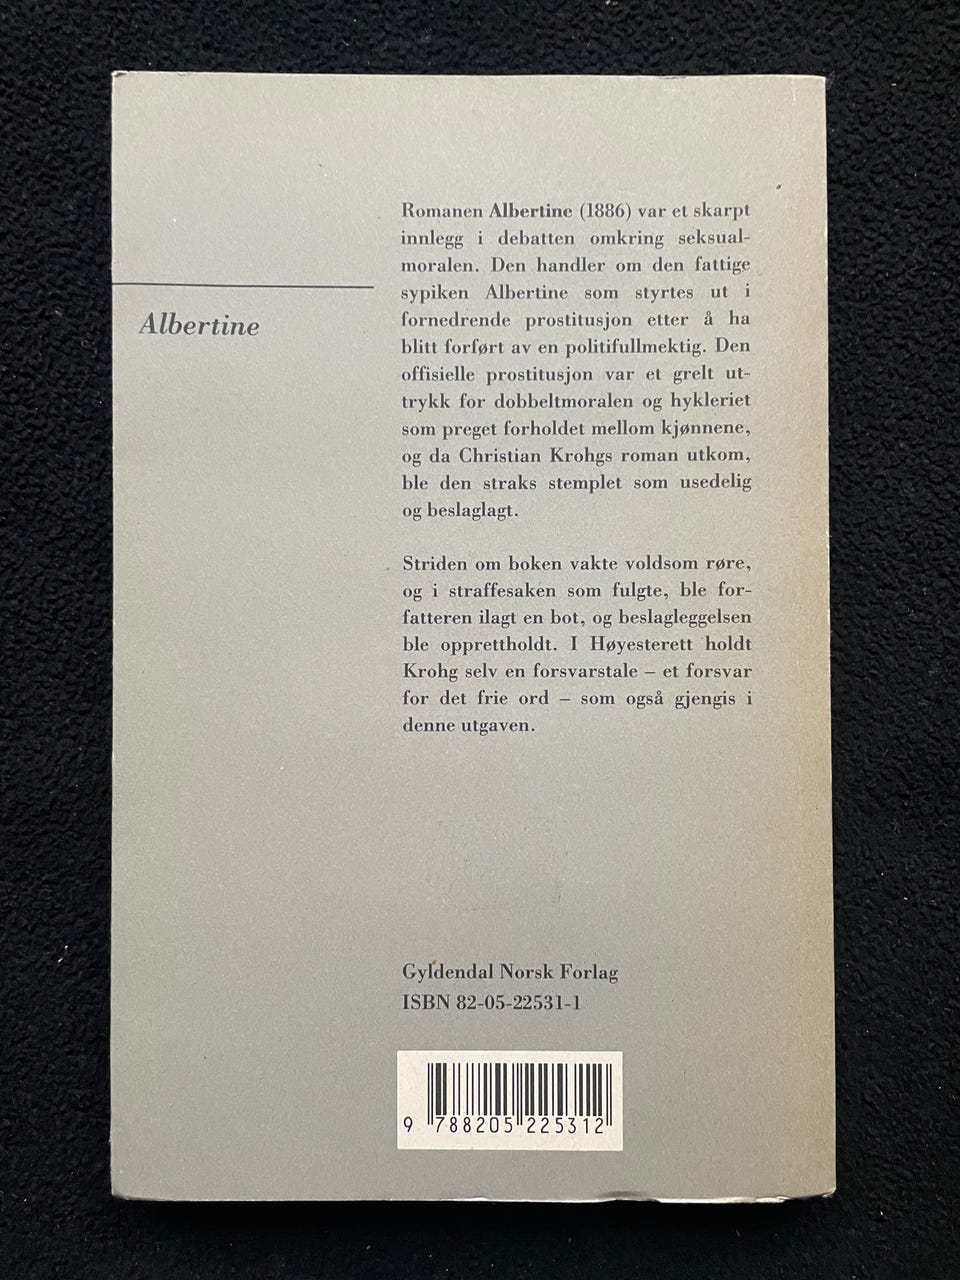 Albertine
Romanen Albertine (1886) var et skarpt
innlegg i debatten omkring seksual-
moralen. Den handler om den fattige
sypiken Albertine som styrtes ut i
fornedrende prostitusjon etter å ha
blitt forført av en politifullmektig. Den
offisielle prostitusjon var et grelt ut-
trykk for dobbeltmoralen og hykleriet
som preget forholdet mellom kjønnene,
og da Christian Krohgs roman utkom,
ble den straks stemplet som usedelig
og beslaglagt.
Striden om boken vakte voldsom røre,
og i straffesaken som fulgte, ble for-
fatteren ilagt en bot, og beslagleggelsen
ble opprettholdt. I Høyesterett holdt
Krohg selv en forsvarstale – et forsvar
for det frie ord – som også gjengis i
denne utgaven.
Gyldendal Norsk Forlag
ISBN 82-05-22531-1
9 788205 225312